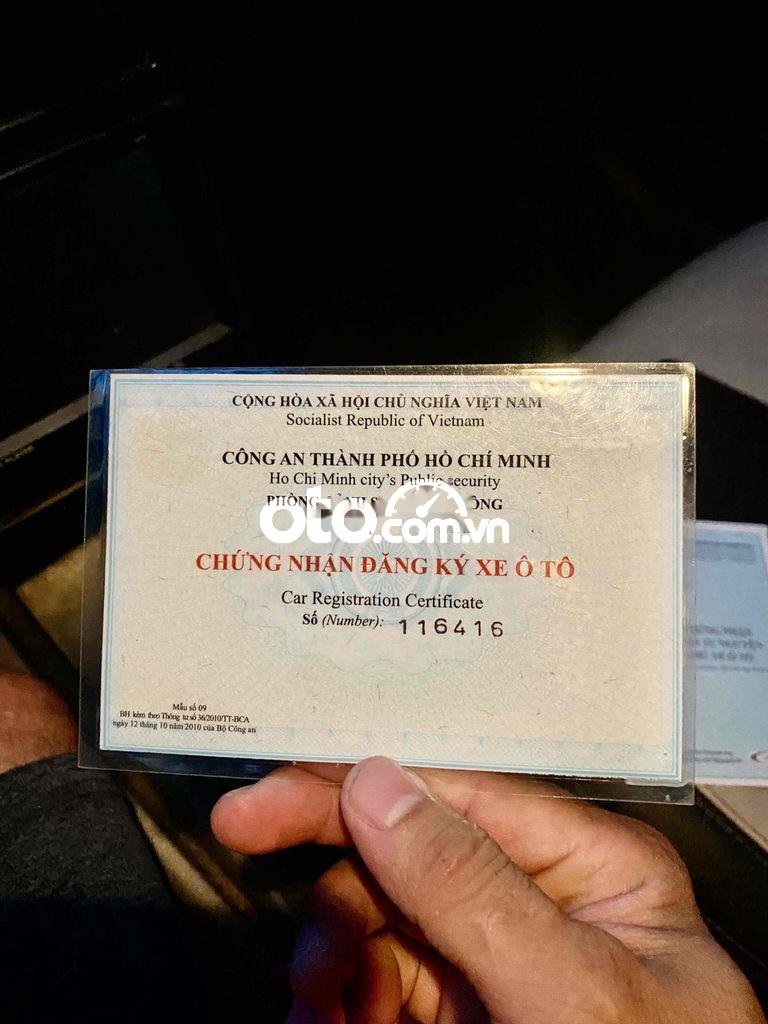 CỘNG HÒA XÃ HỘI CHỦ NGHĨA VIỆT NAM
Socialist Republic of Vietnam
CÔNG AN THÀNH PHỐ HỒ CHÍ MINH
Ho Chi Minh city's Public security
PHÒNG
oto.com.vn
CHỨNG NHẬN ĐĂNG KÝ XE Ô TÔ
Car Registration Certificate
Số (Number): 116416
Mẫu số 09
BH kèm theo Thông tư số 36/2010/TT-BCA
ngày 12 tháng 10 năm 2010 của Bộ Công an